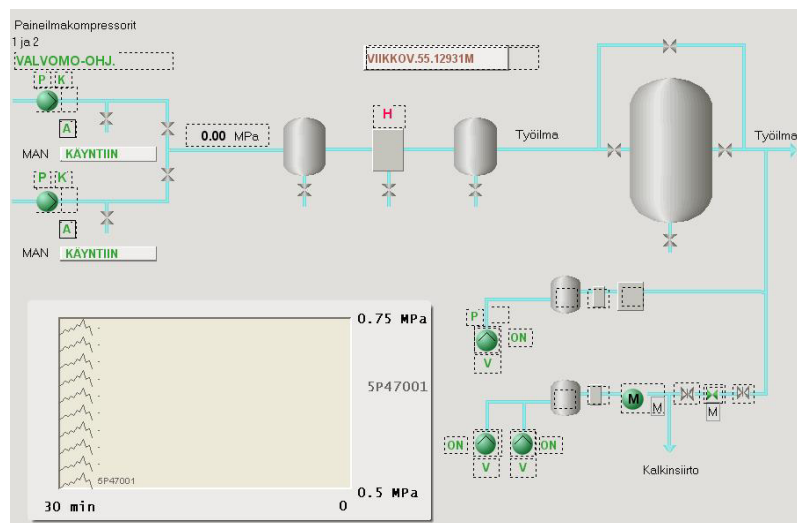 Paineilmakompressorit
1 ja 2
VALVOMO-OHJ.
VIIKKOV.55.12931M
P K
A
MAN KÄYNTIIN
0.00 MPa
H
Työilma
Työilma
P K
A
MAN KÄYNTIIN
0.75 MPa
5P47001
5P47001
0.5 MPa
30 min 0
P
ON
V
M
M
M
ON
ON
V
V
Kalkinsiirto